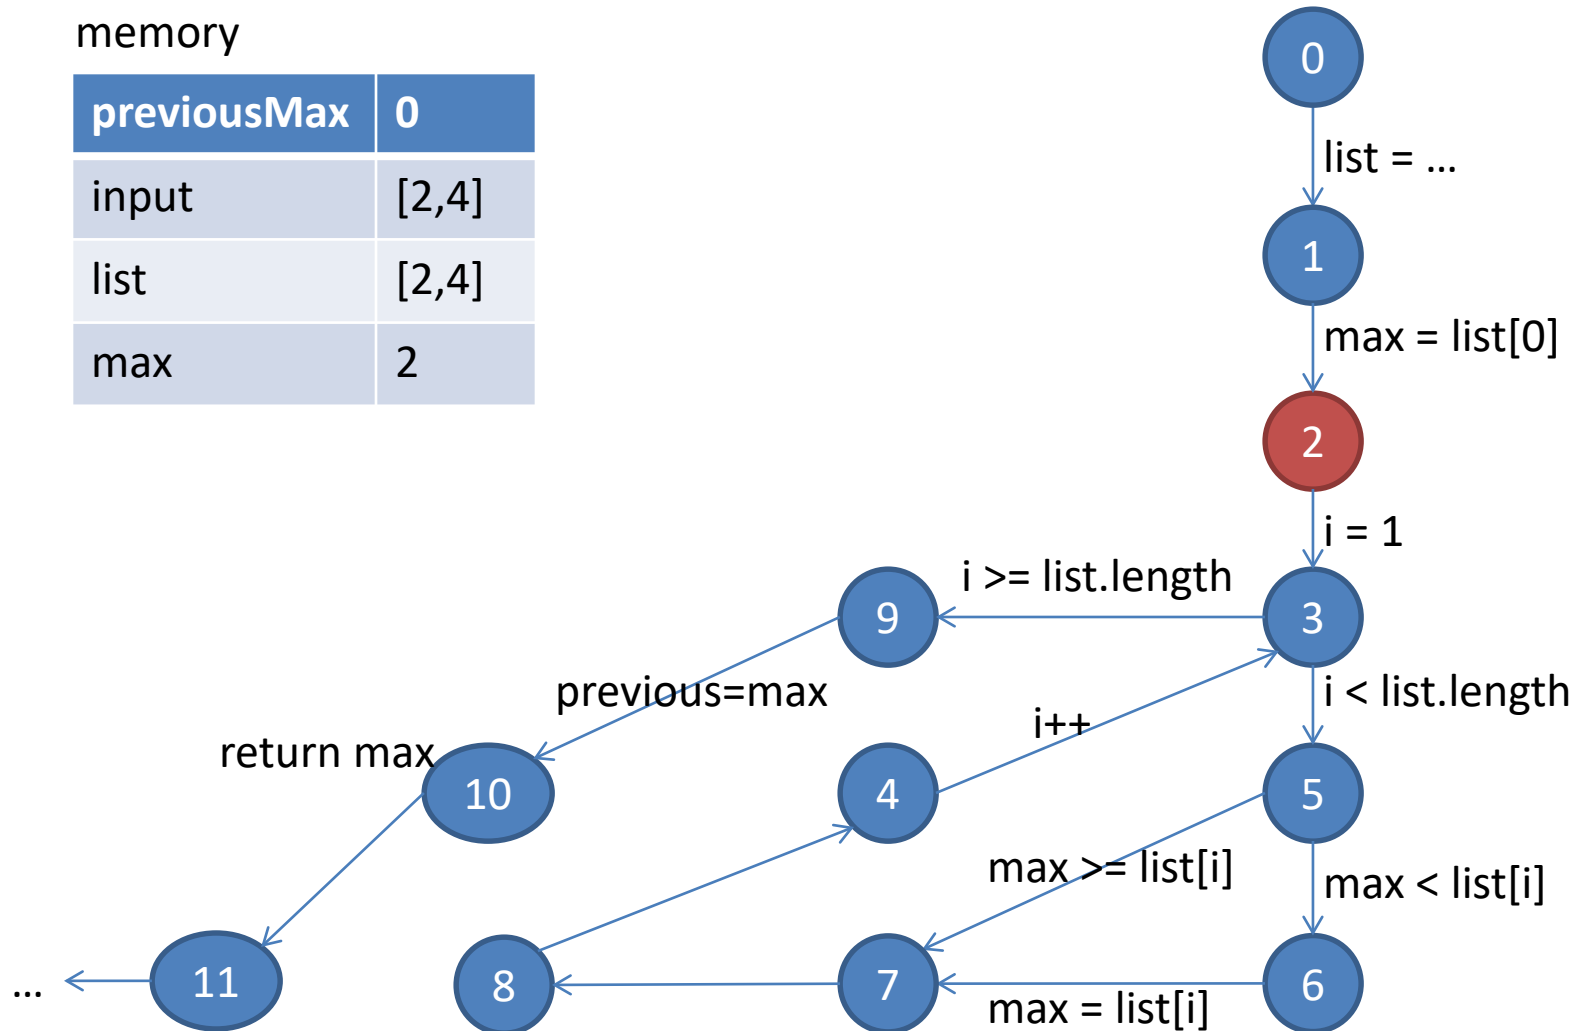 memory
previousMax 0
input [2,4]
list [2,4]
max 2
0
list = ...
1
max = list[0]
2
i = 1
i >= list.length
9
3
previous=max
i < list.length
i++
return max
10
4
5
max >= list[i]
max < list[i]
...
11
8
7
6
max = list[i]